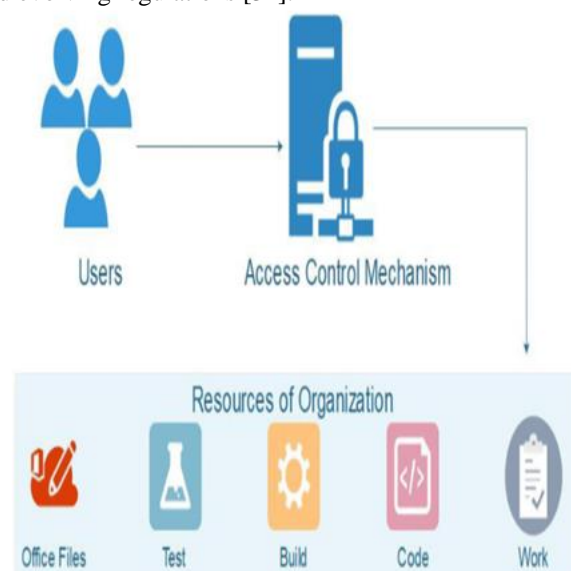 Users Access Control Mechanism
Resources of Organization
</>
Office Files Test Build Code Work